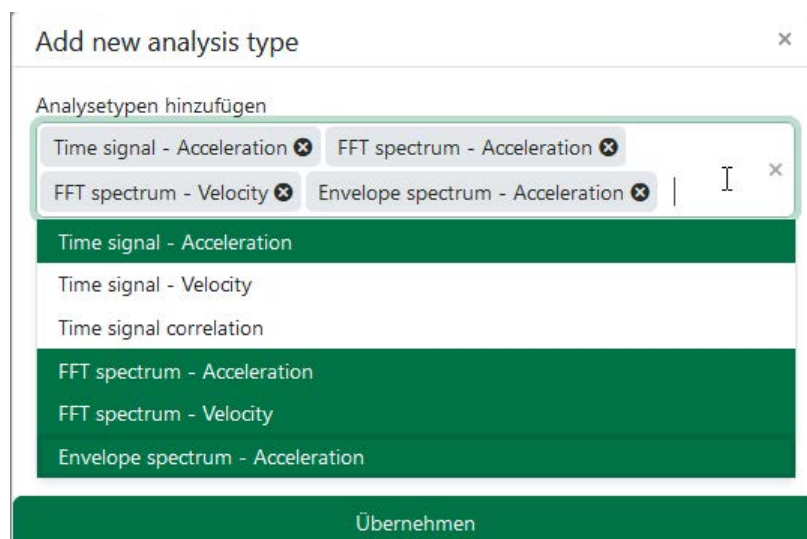 Add new analysis type
Analysetypen hinzufügen
Time signal - Acceleration FFT spectrum - Acceleration
FFT spectrum - Velocity Envelope spectrum - Acceleration
Time signal - Acceleration
Time signal - Velocity
Time signal correlation
FFT spectrum - Acceleration
FFT spectrum - Velocity
Envelope spectrum - Acceleration
Übernehmen